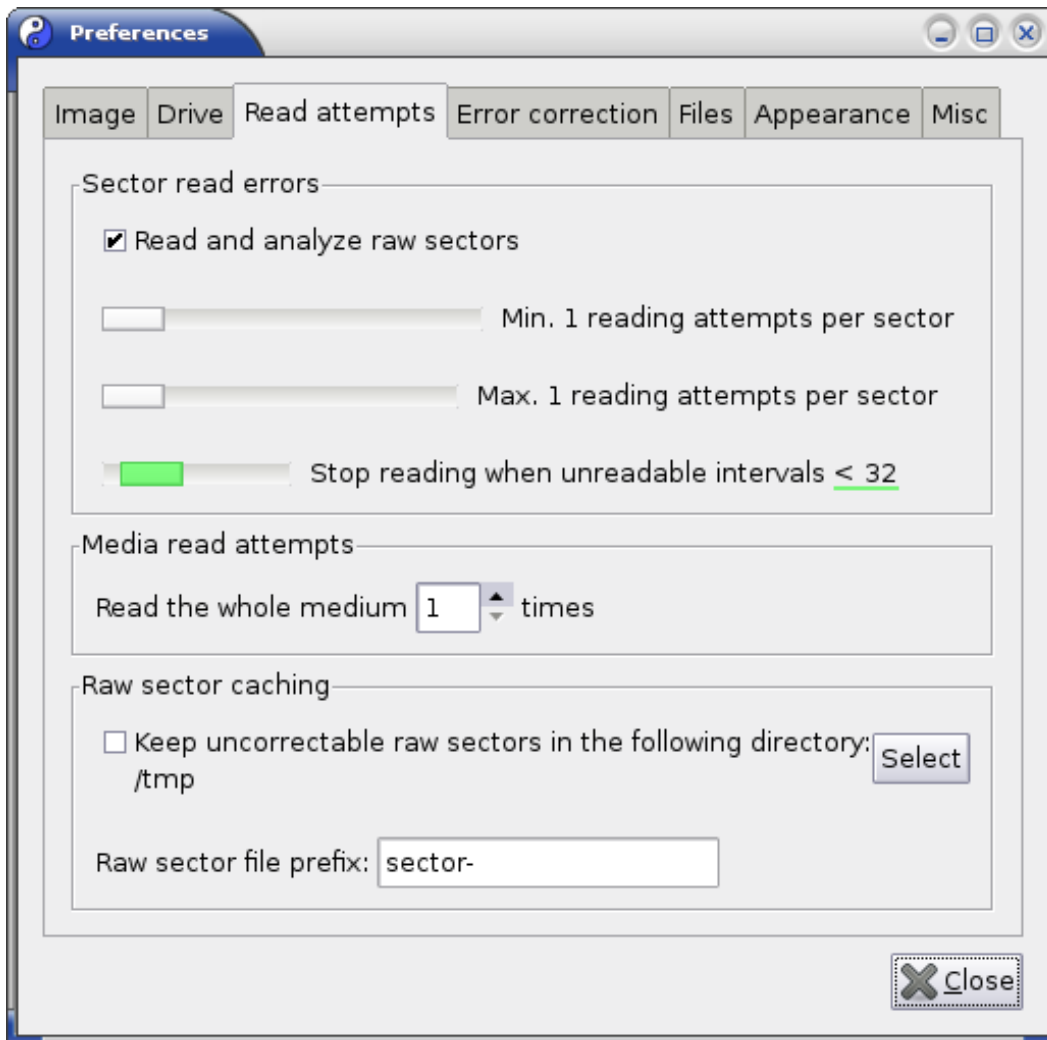 Preferences
Image Drive Read attempts Error correction Files Appearance Misc
Sector read errors
Read and analyze raw sectors
Min. 1 reading attempts per sector
Max. 1 reading attempts per sector
Stop reading when unreadable intervals < 32
Media read attempts
Read the whole medium 1 times
Raw sector caching
Keep uncorrectable raw sectors in the following directory:
/tmp
Select
Raw sector file prefix: sector-
Close